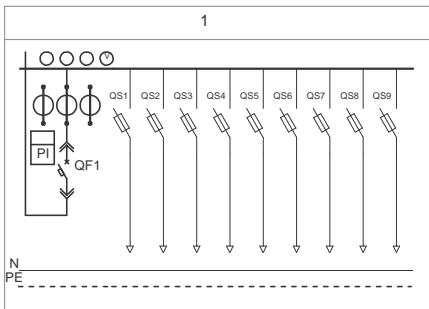 1
V
QS1 QS2 QS3 QS4 QS5 QS6 QS7 QS8 QS9
PI
QF1
N
PE